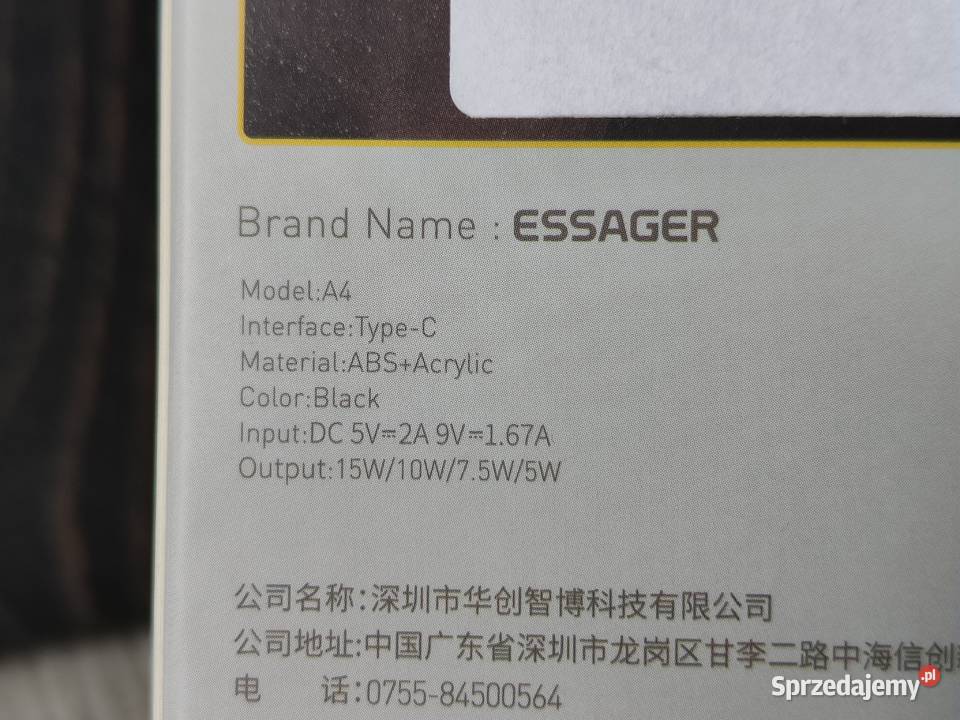 Brand Name : ESSAGER
Model:A4
Interface:Type-C
Material:ABS+Acrylic
Color:Black
Input:DC 5V⎓2A 9V⎓1.67A
Output:15W/10W/7.5W/5W
公司名称:深圳市华创智博科技有限公司
公司地址:中国广东省深圳市龙岗区甘李二路中海信创
电 话:0755-84500564
Sprzedajemy.pl